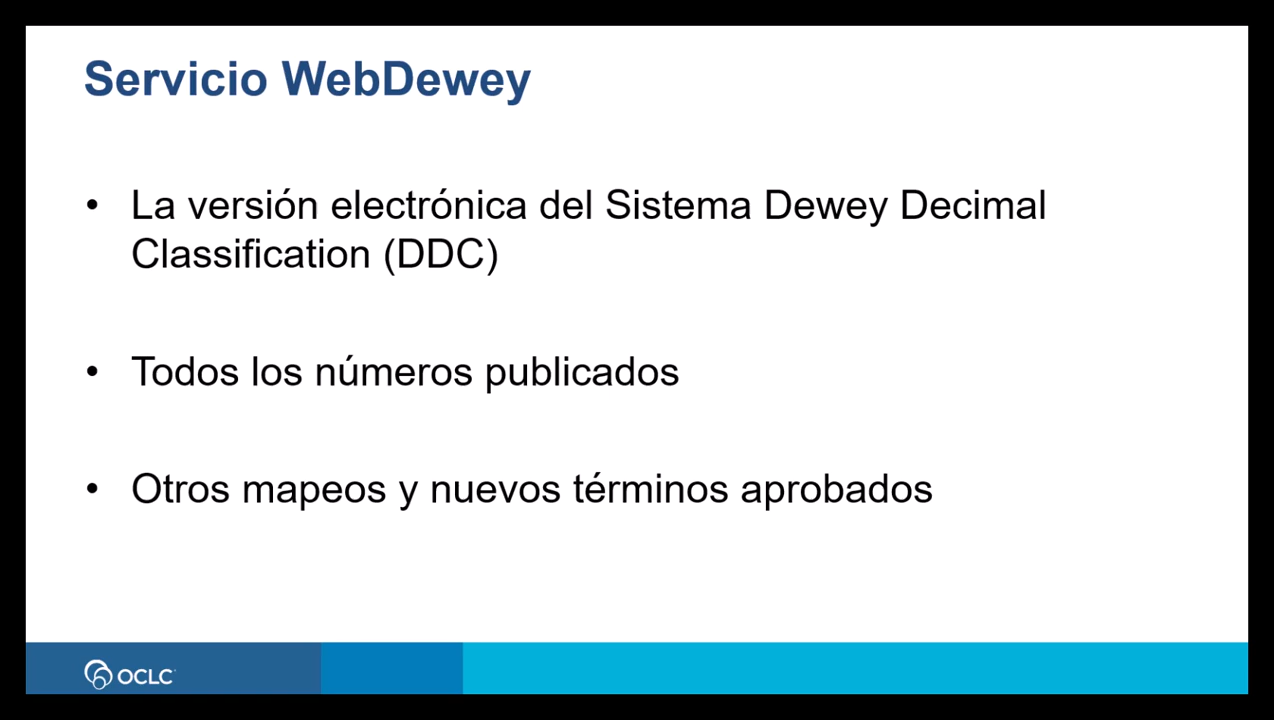 Servicio WebDewey
• La versión electrónica del Sistema Dewey Decimal
Classification (DDC)
• Todos los números publicados
• Otros mapeos y nuevos términos aprobados
OCLC